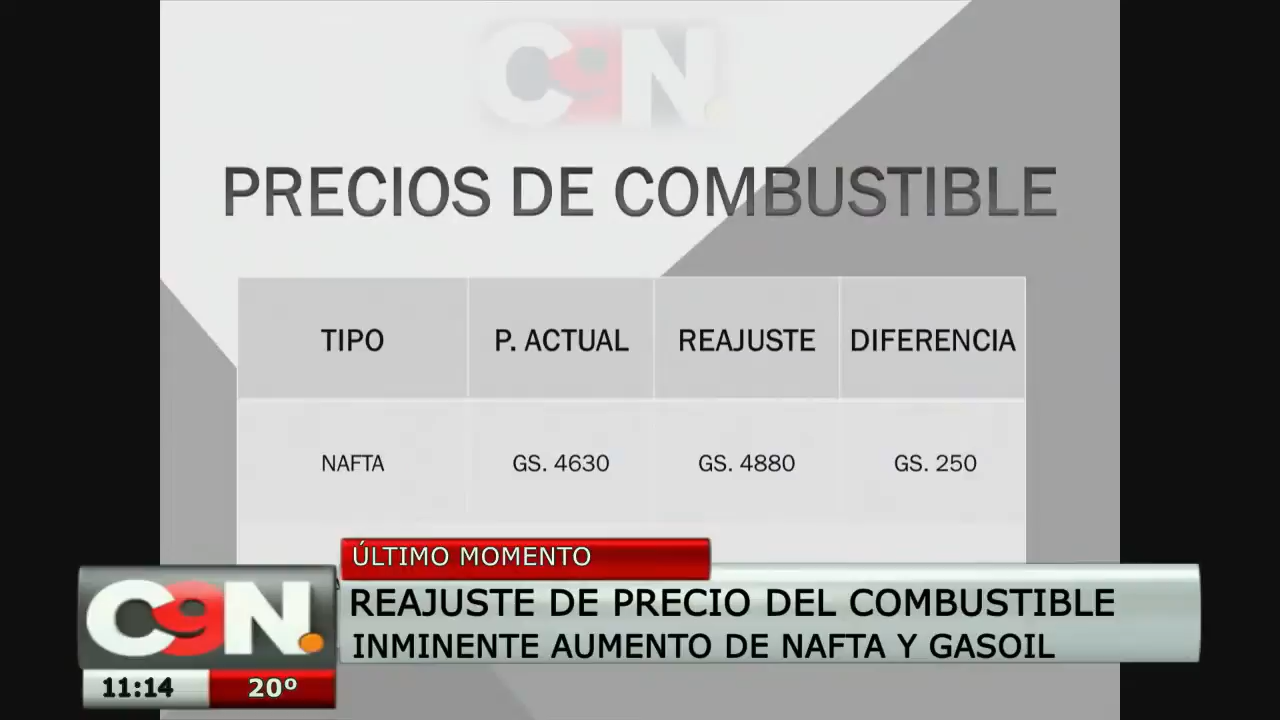 C9N.
PRECIOS DE COMBUSTIBLE
TIPO P. ACTUAL REAJUSTE DIFERENCIA
NAFTA GS. 4630 GS. 4880 GS. 250
ÚLTIMO MOMENTO
REAJUSTE DE PRECIO DEL COMBUSTIBLE
INMINENTE AUMENTO DE NAFTA Y GASOIL
C9N.
11:14 20º